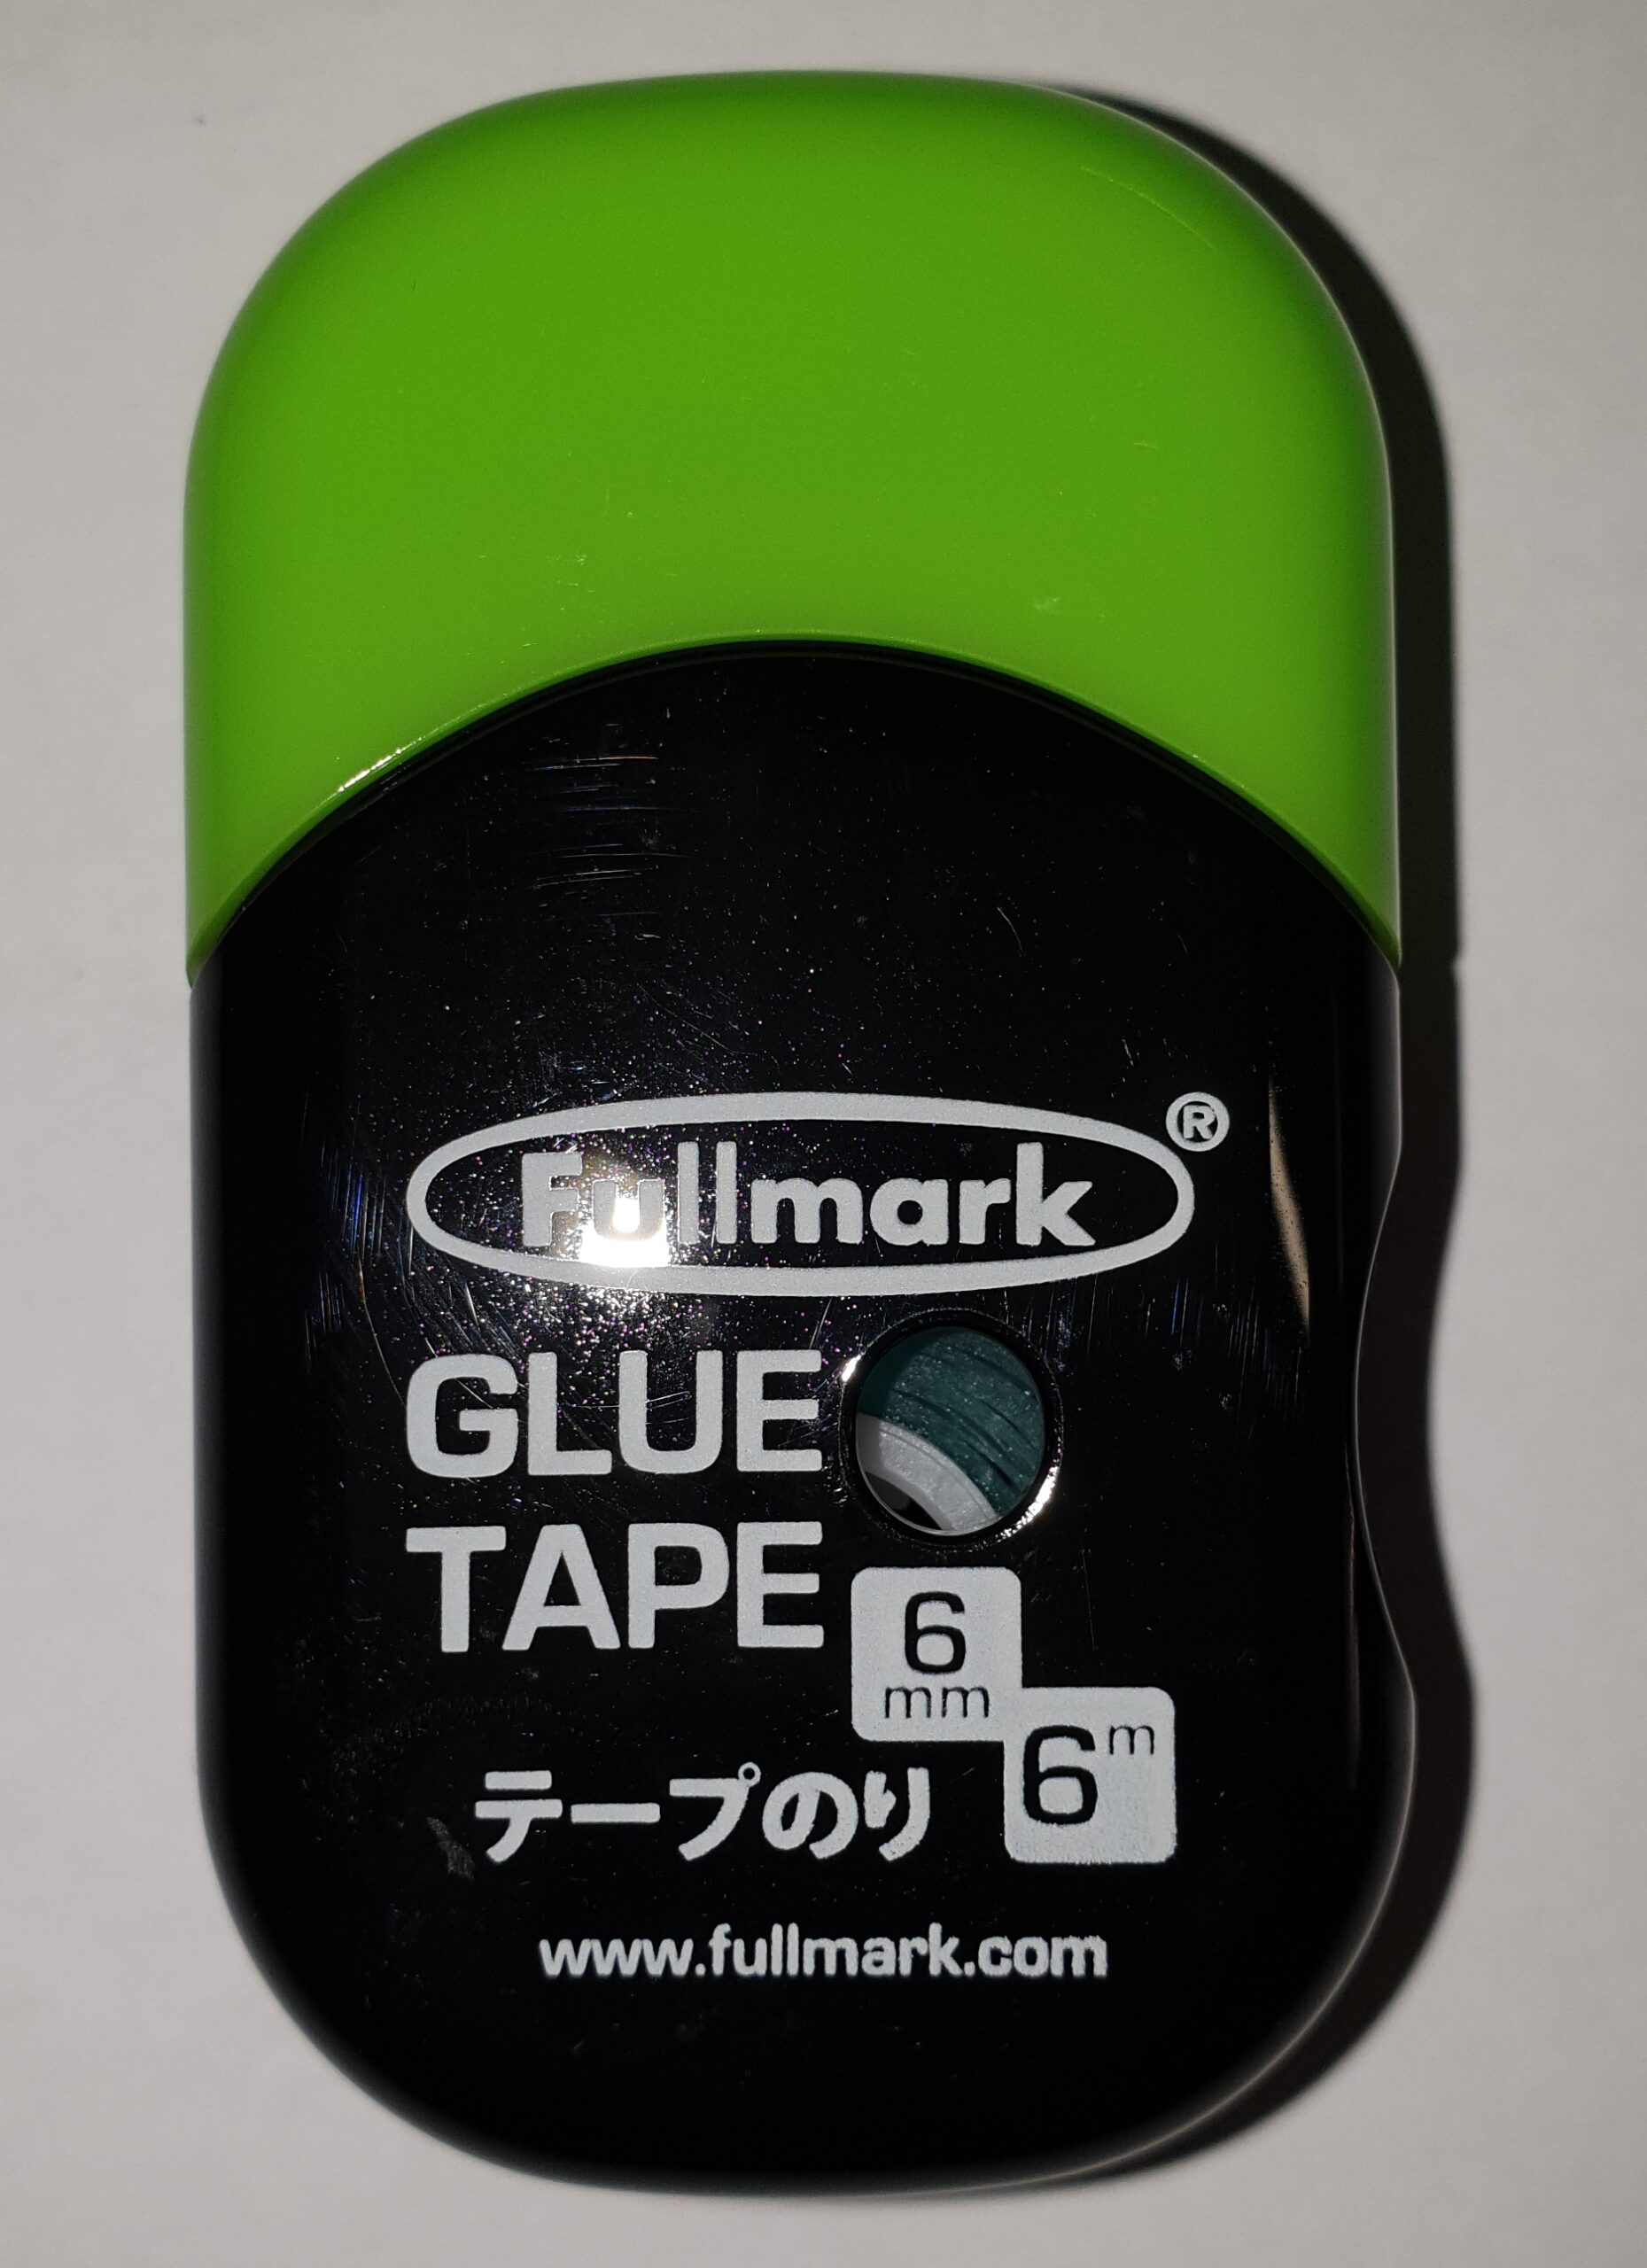 Fullmark®
GLUE
TAPE
6
mm
6m
テープのり
www.fullmark.com